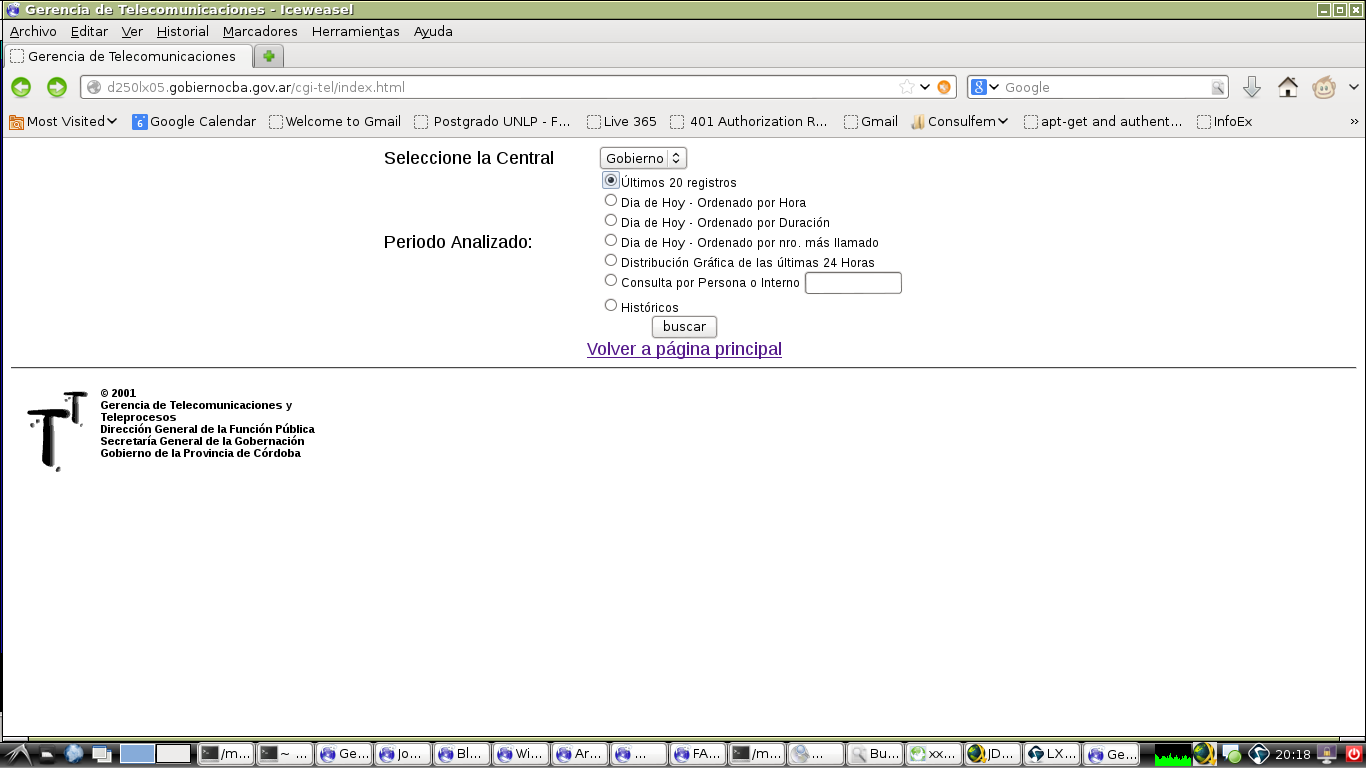 Gerencia de Telecomunicaciones - Iceweasel
Archivo Editar Ver Historial Marcadores Herramientas Ayuda
Gerencia de Telecomunicaciones
d250lx05.gobiernocba.gov.ar/cgi-tel/index.html
8 Google
Most Visited 6 Google Calendar Welcome to Gmail Postgrado UNLP - F... Live 365 401 Authorization R... Gmail Consulfem apt-get and authent... InfoEx »
Seleccione la Central Gobierno
Últimos 20 registros
Dia de Hoy - Ordenado por Hora
Dia de Hoy - Ordenado por Duración
Periodo Analizado: Dia de Hoy - Ordenado por nro. más llamado
Distribución Gráfica de las últimas 24 Horas
Consulta por Persona o Interno
Históricos
buscar
Volver a página principal
TT
© 2001
Gerencia de Telecomunicaciones y
Teleprocesos
Dirección General de la Función Pública
Secretaría General de la Gobernación
Gobierno de la Provincia de Córdoba
/m... ~ ... Ge... Jo... Bl... Wi... Ar... ... FA... /m... ... Bu... xx... JD... LX... Ge... 20:18